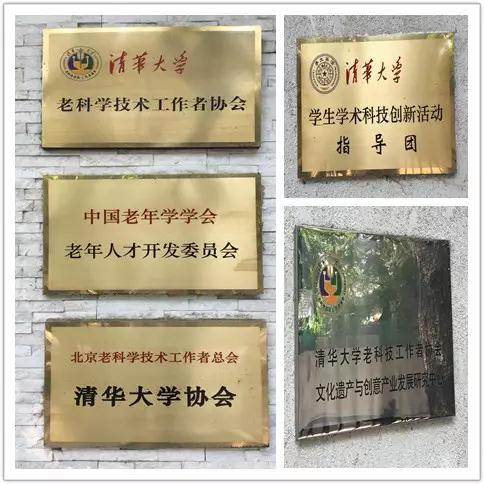 清华大学
老科学技术工作者协会
中国老年学学会
老年人才开发委员会
北京老科学技术工作者总会
清华大学协会
清华大学
学生学术科技创新活动
指导团
清华大学老科技工作者协会
文化遗产与创意产业发展研究中心